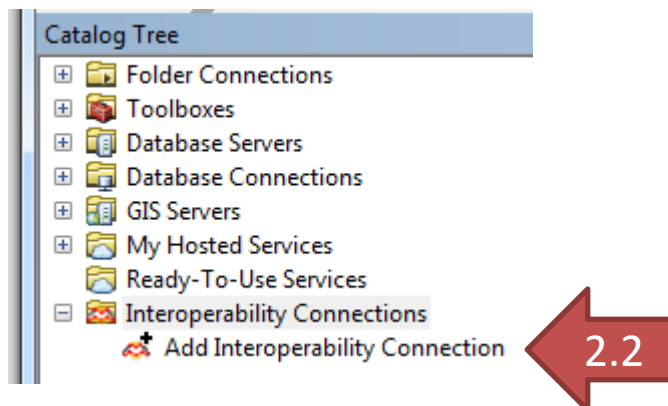 Catalog Tree
Folder Connections
Toolboxes
Database Servers
Database Connections
GIS Servers
My Hosted Services
Ready-To-Use Services
Interoperability Connections
Add Interoperability Connection
2.2